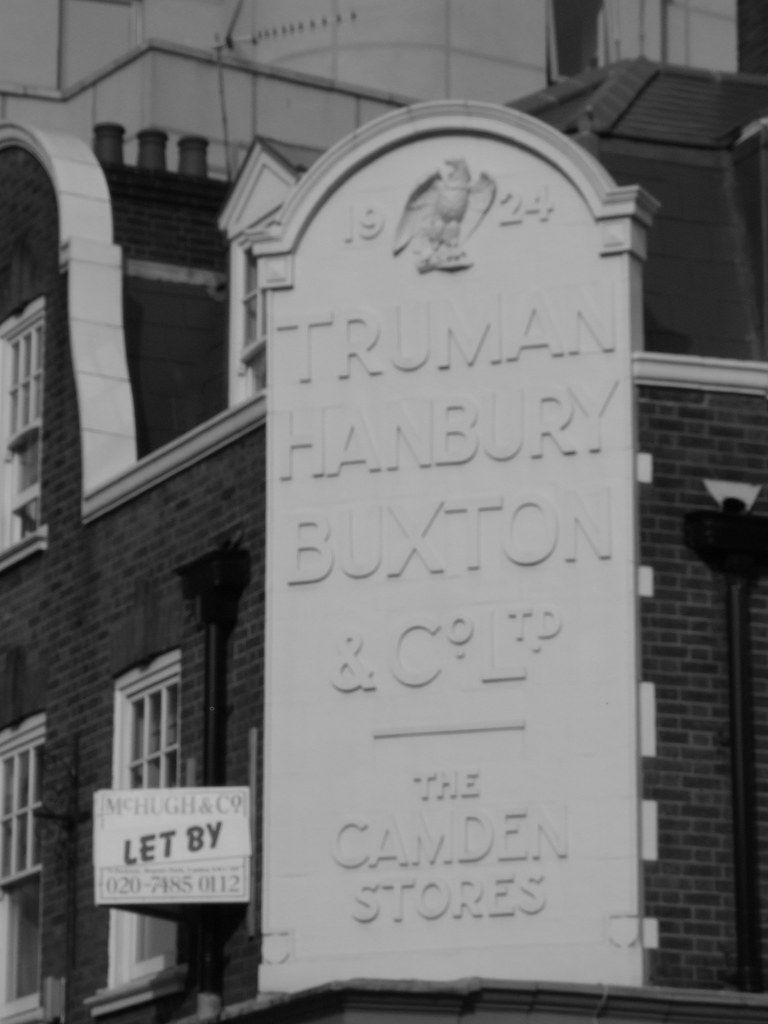 19 24
TRUMAN
HANBURY
BUXTON
& Co LTD
THE
CAMDEN
STORES
McHUGH & Co
LET BY
020-7485 0112